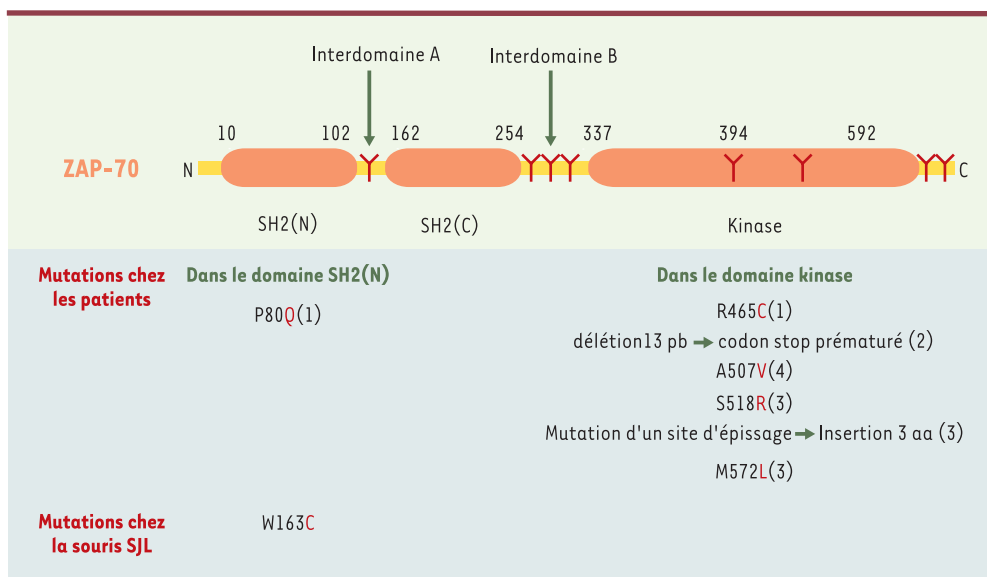 Interdomaine A Interdomaine B
10 102 162 254 337 394 592
ZAP-70 N C
SH2(N) SH2(C) Kinase
Mutations chez
les patients
Dans le domaine SH2(N)
P80Q(1)
Dans le domaine kinase
R465C(1)
délétion13 pb → codon stop prématuré (2)
A507V(4)
S518R(3)
Mutation d'un site d'épissage → Insertion 3 aa (3)
M572L(3)
Mutations chez
la souris SJL
W163C